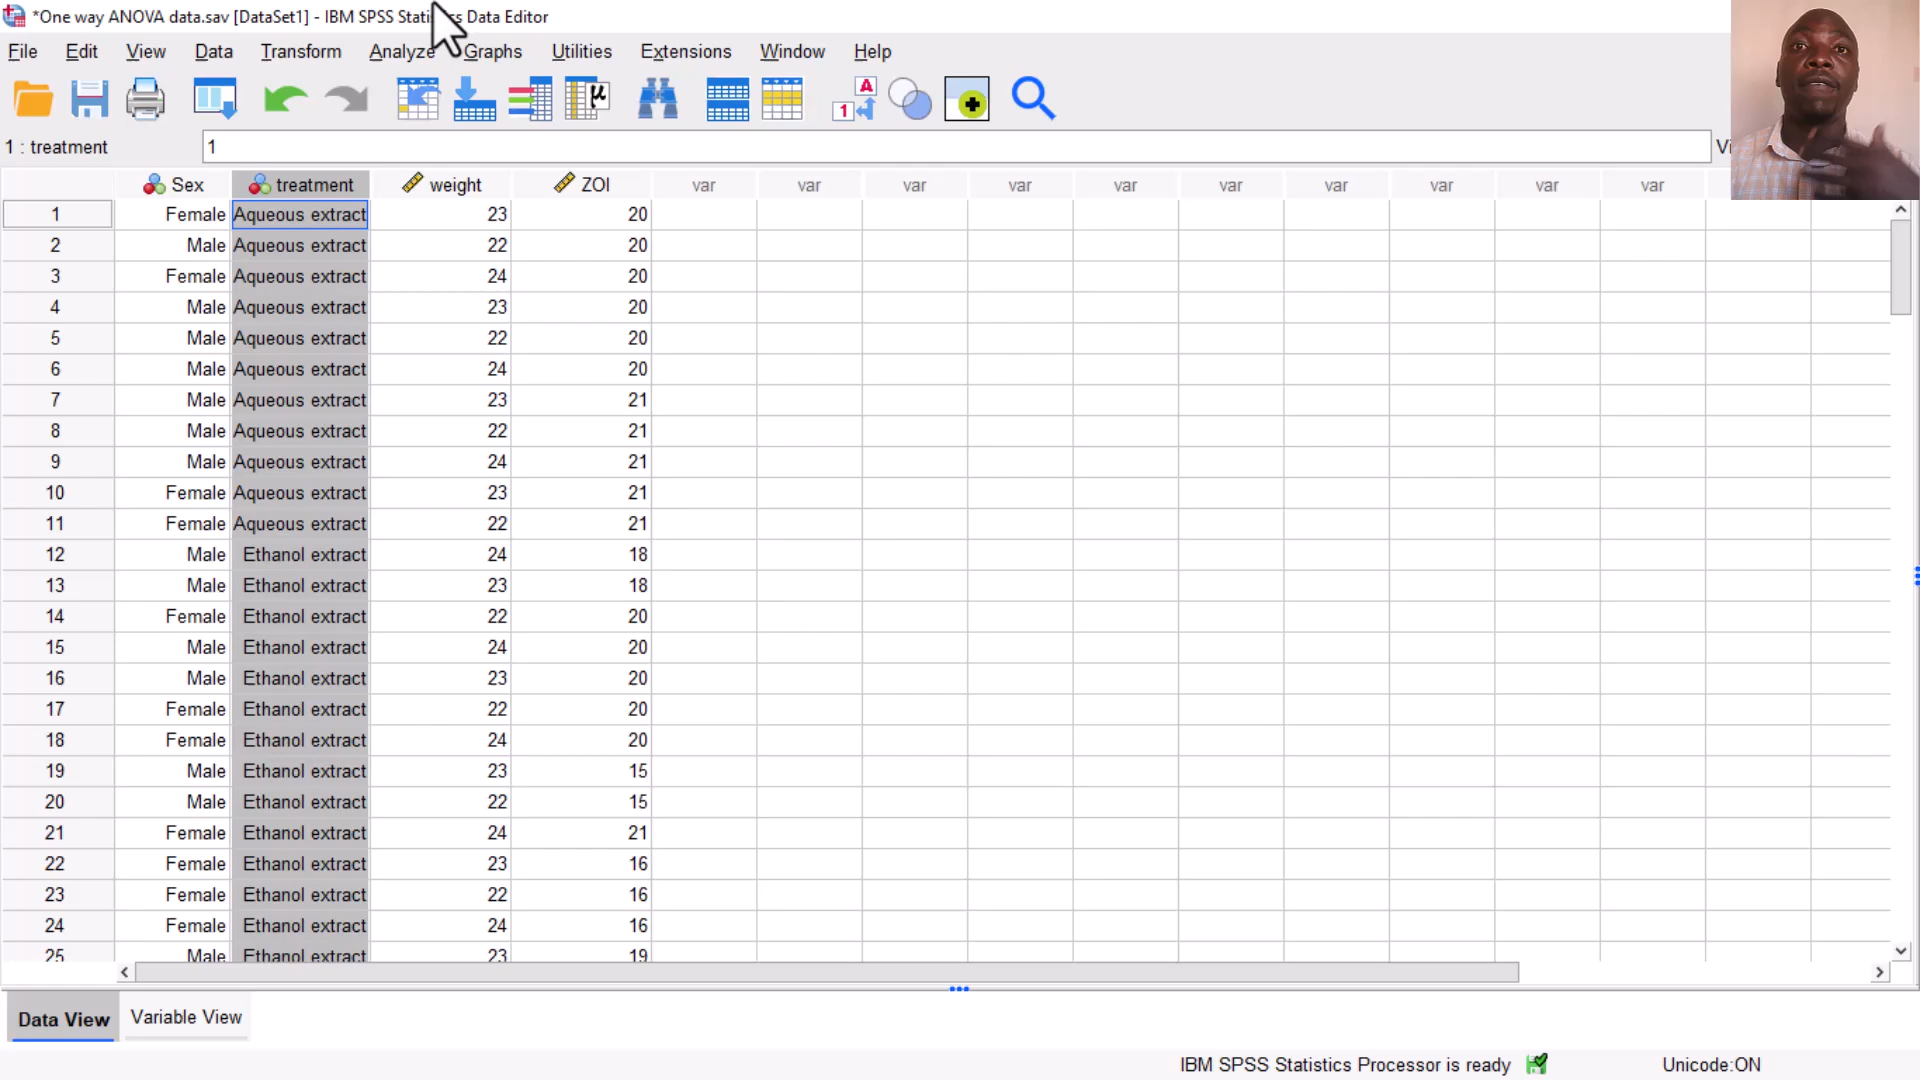 *One way ANOVA data.sav [DataSet1] - IBM SPSS Statistics Data Editor
File Edit View Data Transform Analyze Graphs Utilities Extensions Window Help
1 : treatment 1
Sex treatment weight ZOI var var var var var var var var var var
1 Female Aqueous extract 23 20
2 Male Aqueous extract 22 20
3 Female Aqueous extract 24 20
4 Male Aqueous extract 23 20
5 Male Aqueous extract 22 20
6 Male Aqueous extract 24 20
7 Male Aqueous extract 23 21
8 Male Aqueous extract 22 21
9 Male Aqueous extract 24 21
10 Female Aqueous extract 23 21
11 Female Aqueous extract 22 21
12 Male Ethanol extract 24 18
13 Male Ethanol extract 23 18
14 Female Ethanol extract 22 20
15 Male Ethanol extract 24 20
16 Male Ethanol extract 23 20
17 Female Ethanol extract 22 20
18 Female Ethanol extract 24 20
19 Male Ethanol extract 23 15
20 Male Ethanol extract 22 15
21 Female Ethanol extract 24 21
22 Female Ethanol extract 23 16
23 Female Ethanol extract 22 16
24 Female Ethanol extract 24 16
25 Male Ethanol extract 23 19
Data View Variable View
IBM SPSS Statistics Processor is ready Unicode:ON